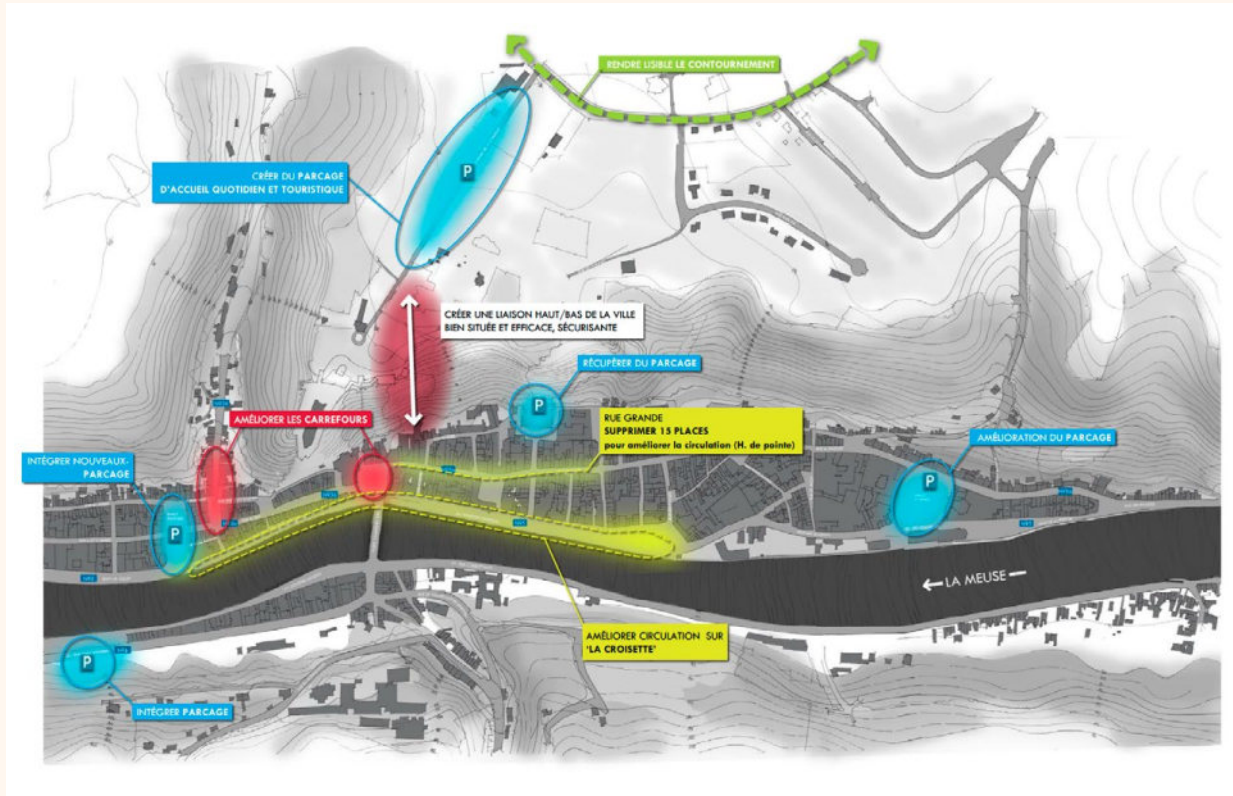 RENDRE LISIBLE LE CONTOURNEMENT
P
CRÉER DU PARCAGE
D'ACCUEIL QUOTIDIEN ET TOURISTIQUE
CRÉER UNE LIAISON HAUT/BAS DE LA VILLE
BIEN SITUÉE ET EFFICACE, SÉCURISANTE
RÉCUPÉRER DU PARCAGE
P
RUE GRANDE
SUPPRIMER 15 PLACES
pour améliorer la circulation (H. de pointe)
AMÉLIORER LES CARREFOURS
AMÉLIORATION DU PARCAGE
P
INTÉGRER NOUVEAUX-
PARCAGE
P
LA MEUSE
AMÉLIORER CIRCULATION SUR
'LA CROISETTE'
P
INTÉGRER PARCAGE